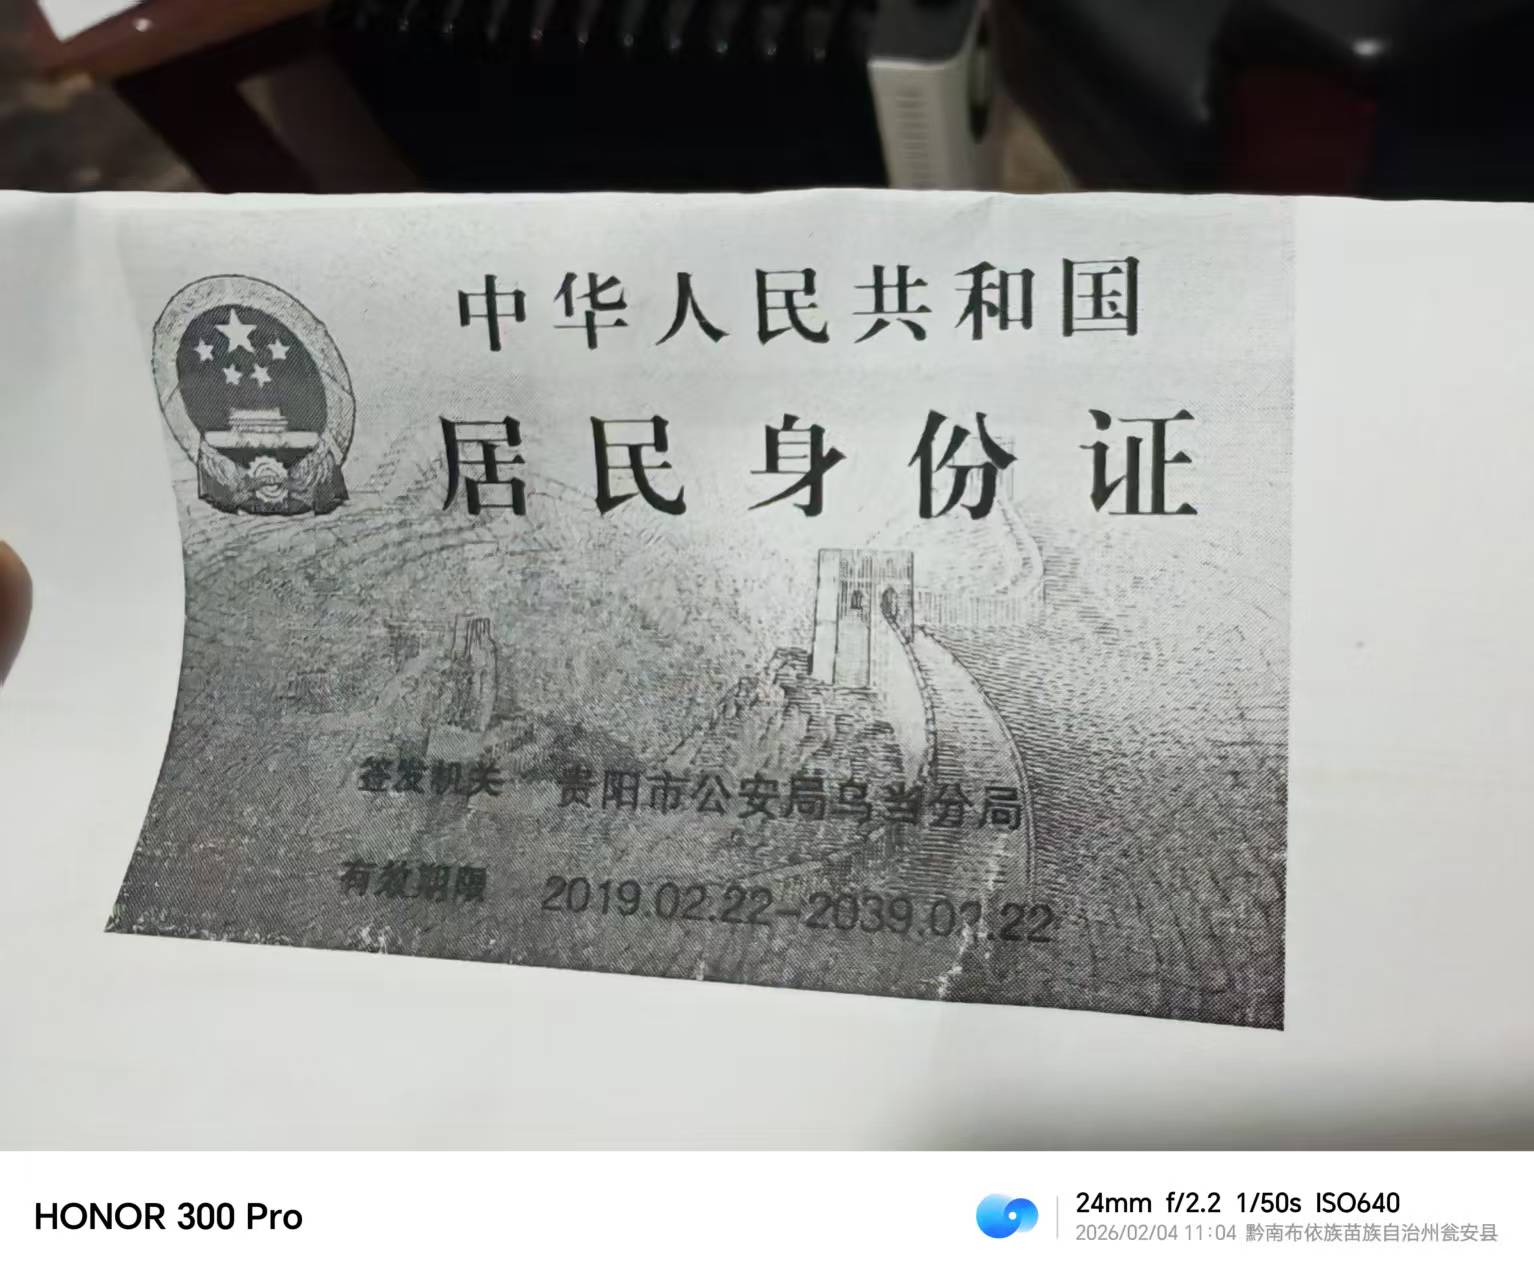 中华人民共和国
居民身份证
签发机关 贵阳市公安局乌当分局
有效期限 2019.02.22-2039.02.22
HONOR 300 Pro
24mm f/2.2 1/50s ISO640
2026/02/04 11:04 黔南布依族苗族自治州瓮安县